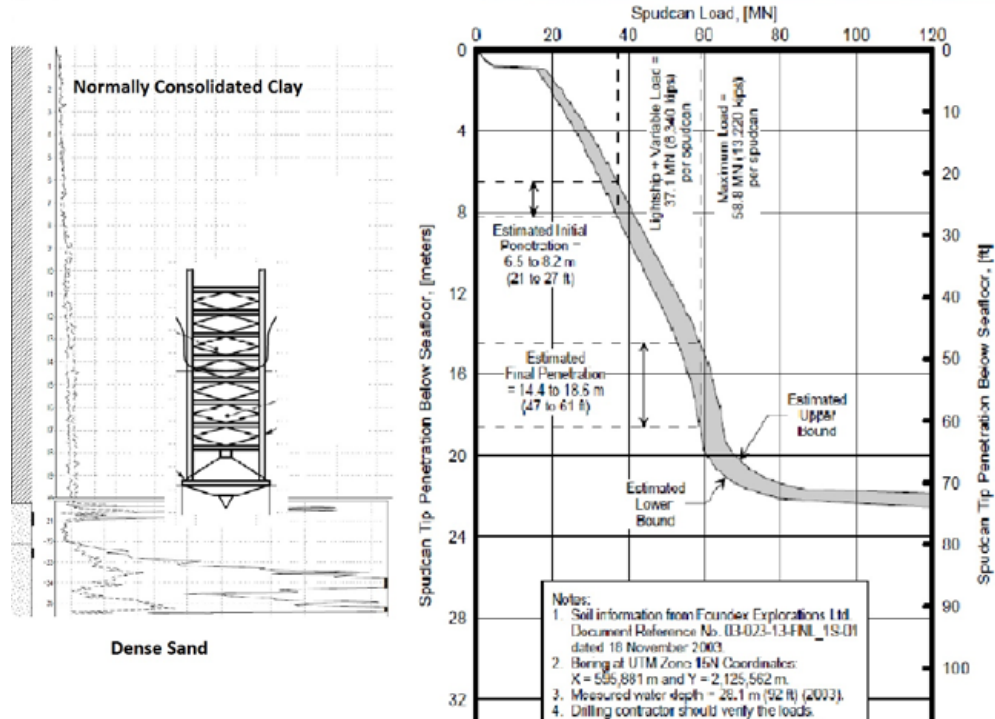 Normally Consolidated Clay
Dense Sand
Spudcan Load, [MN]
0 20 40 60 80 100 120
Spudcan Tip Penetration Below Seafloor, [meters]
0
4
8
12
16
20
24
28
32
Spudcan Tip Penetration Below Seafloor, [ft]
0
10
20
30
40
50
60
70
80
90
100
Lightship + Variable Load =
37.1 MN (8,340 kips)
per spudcan
Maximum Load =
58.8 MN (13,220 kips)
per spudcan
Estimated Initial
Penetration =
6.5 to 8.2 m
(21 to 27 ft)
Estimated
Final Penetration
= 14.4 to 18.6 m
(47 to 61 ft)
Estimated
Upper
Bound
Estimated
Lower
Bound
Notes:
1. Soil information from Foundex Explorations Ltd.
Document Reference No.
dated 18 November 2003.
2. Boring at UTM Zone 15N Coordinates:
X = 595,881 m and Y = 2,125,562 m.
3. Measured water depth = 28.1 m (92 ft) (2003).
4. Drilling contractor should verify the loads.